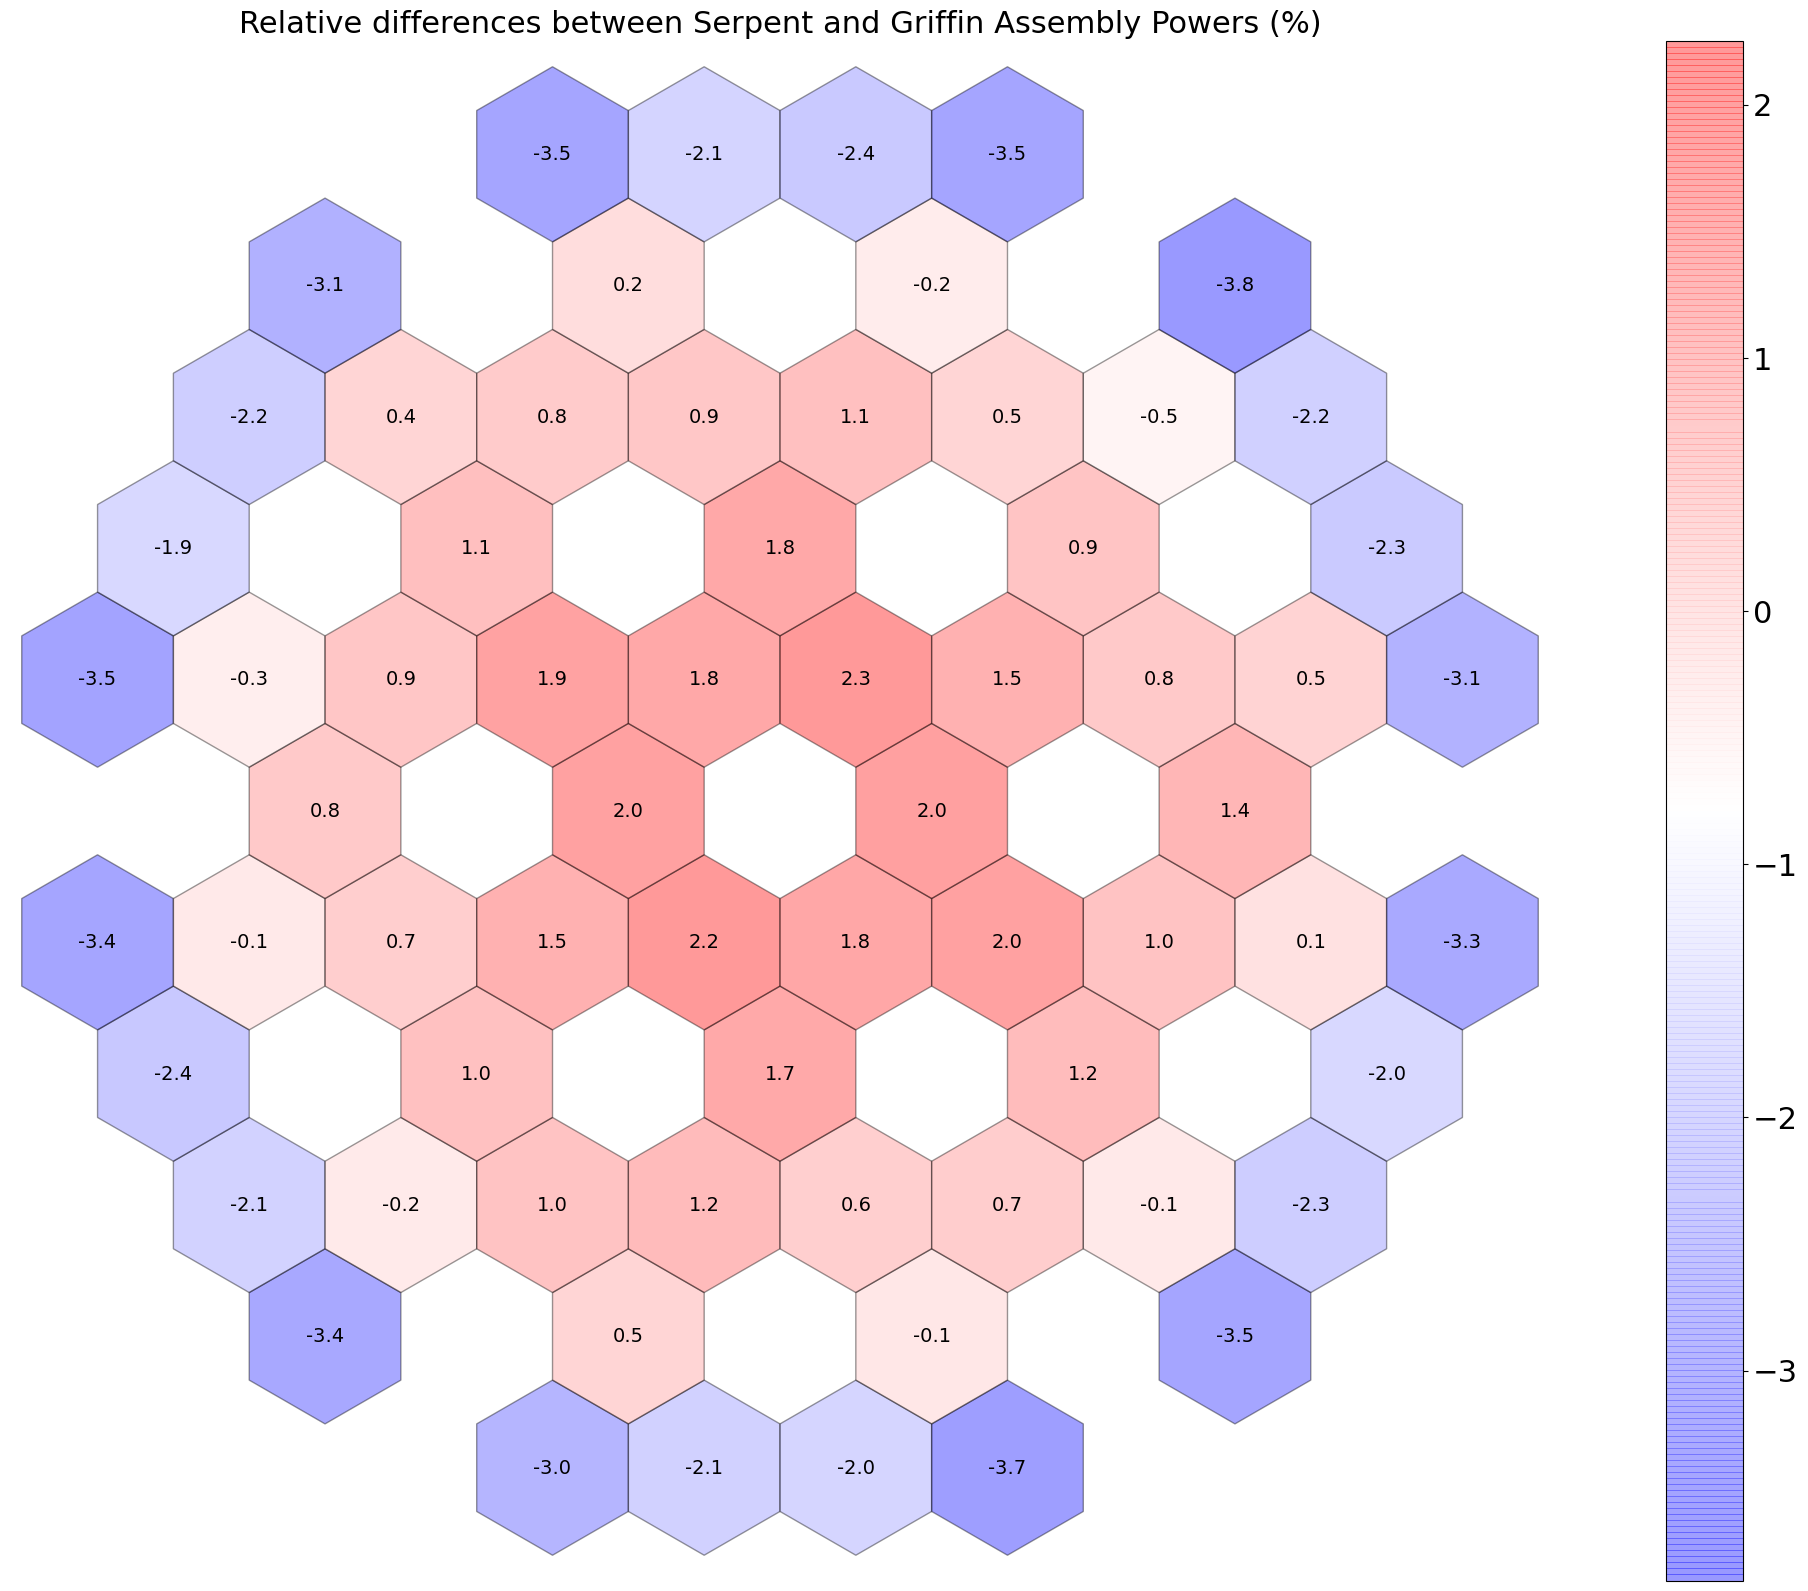 Relative differences between Serpent and Griffin Assembly Powers (%)
-3.5 -2.1 -2.4 -3.5
-3.1 0.2 -0.2 -3.8
-2.2 0.4 0.8 0.9 1.1 0.5 -0.5 -2.2
-1.9 1.1 1.8 0.9 -2.3
-3.5 -0.3 0.9 1.9 1.8 2.3 1.5 0.8 0.5 -3.1
0.8 2.0 2.0 1.4
-3.4 -0.1 0.7 1.5 2.2 1.8 2.0 1.0 0.1 -3.3
-2.4 1.0 1.7 1.2 -2.0
-2.1 -0.2 1.0 1.2 0.6 0.7 -0.1 -2.3
-3.4 0.5 -0.1 -3.5
-3.0 -2.1 -2.0 -3.7
2
1
0
−1
−2
−3